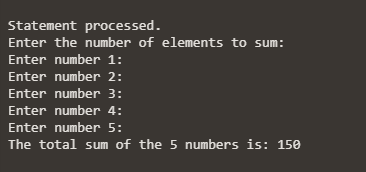 Statement processed.
Enter the number of elements to sum:
Enter number 1:
Enter number 2:
Enter number 3:
Enter number 4:
Enter number 5:
The total sum of the 5 numbers is: 150